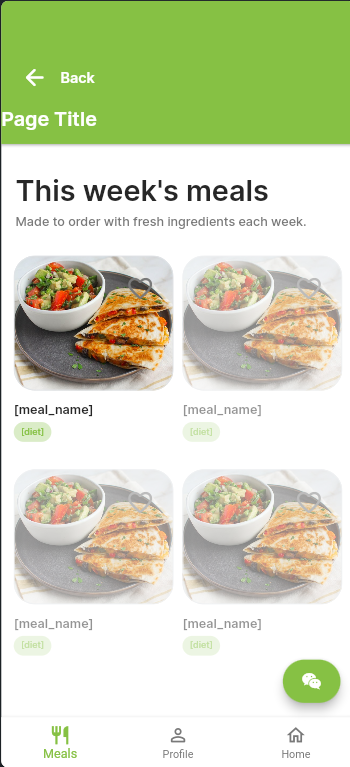 Back
Page Title
This week's meals
Made to order with fresh ingredients each week.
[meal_name]
[meal_name]
[diet]
[diet]
[meal_name]
[meal_name]
[diet]
[diet]
Meals
Profile
Home